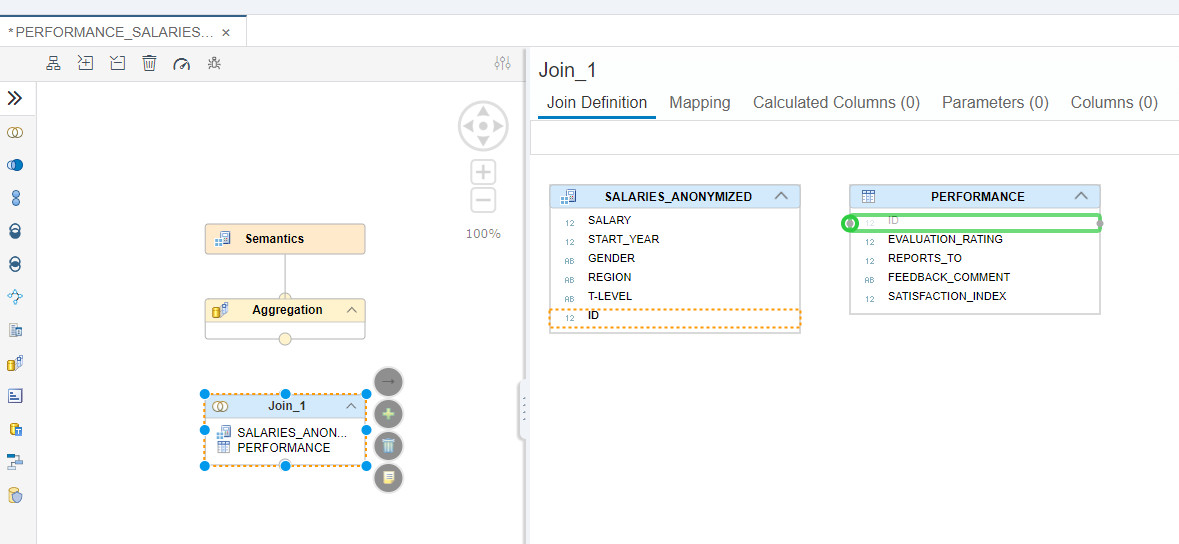 *PERFORMANCE_SALARIES... ×
Join_1
Join Definition Mapping Calculated Columns (0) Parameters (0) Columns (0)
100%
Semantics
Aggregation
Join_1
SALARIES_ANON...
PERFORMANCE
SALARIES_ANONYMIZED
12 SALARY
12 START_YEAR
AB GENDER
AB REGION
AB T-LEVEL
12 ID
PERFORMANCE
12 ID
12 EVALUATION_RATING
12 REPORTS_TO
AB FEEDBACK_COMMENT
12 SATISFACTION_INDEX